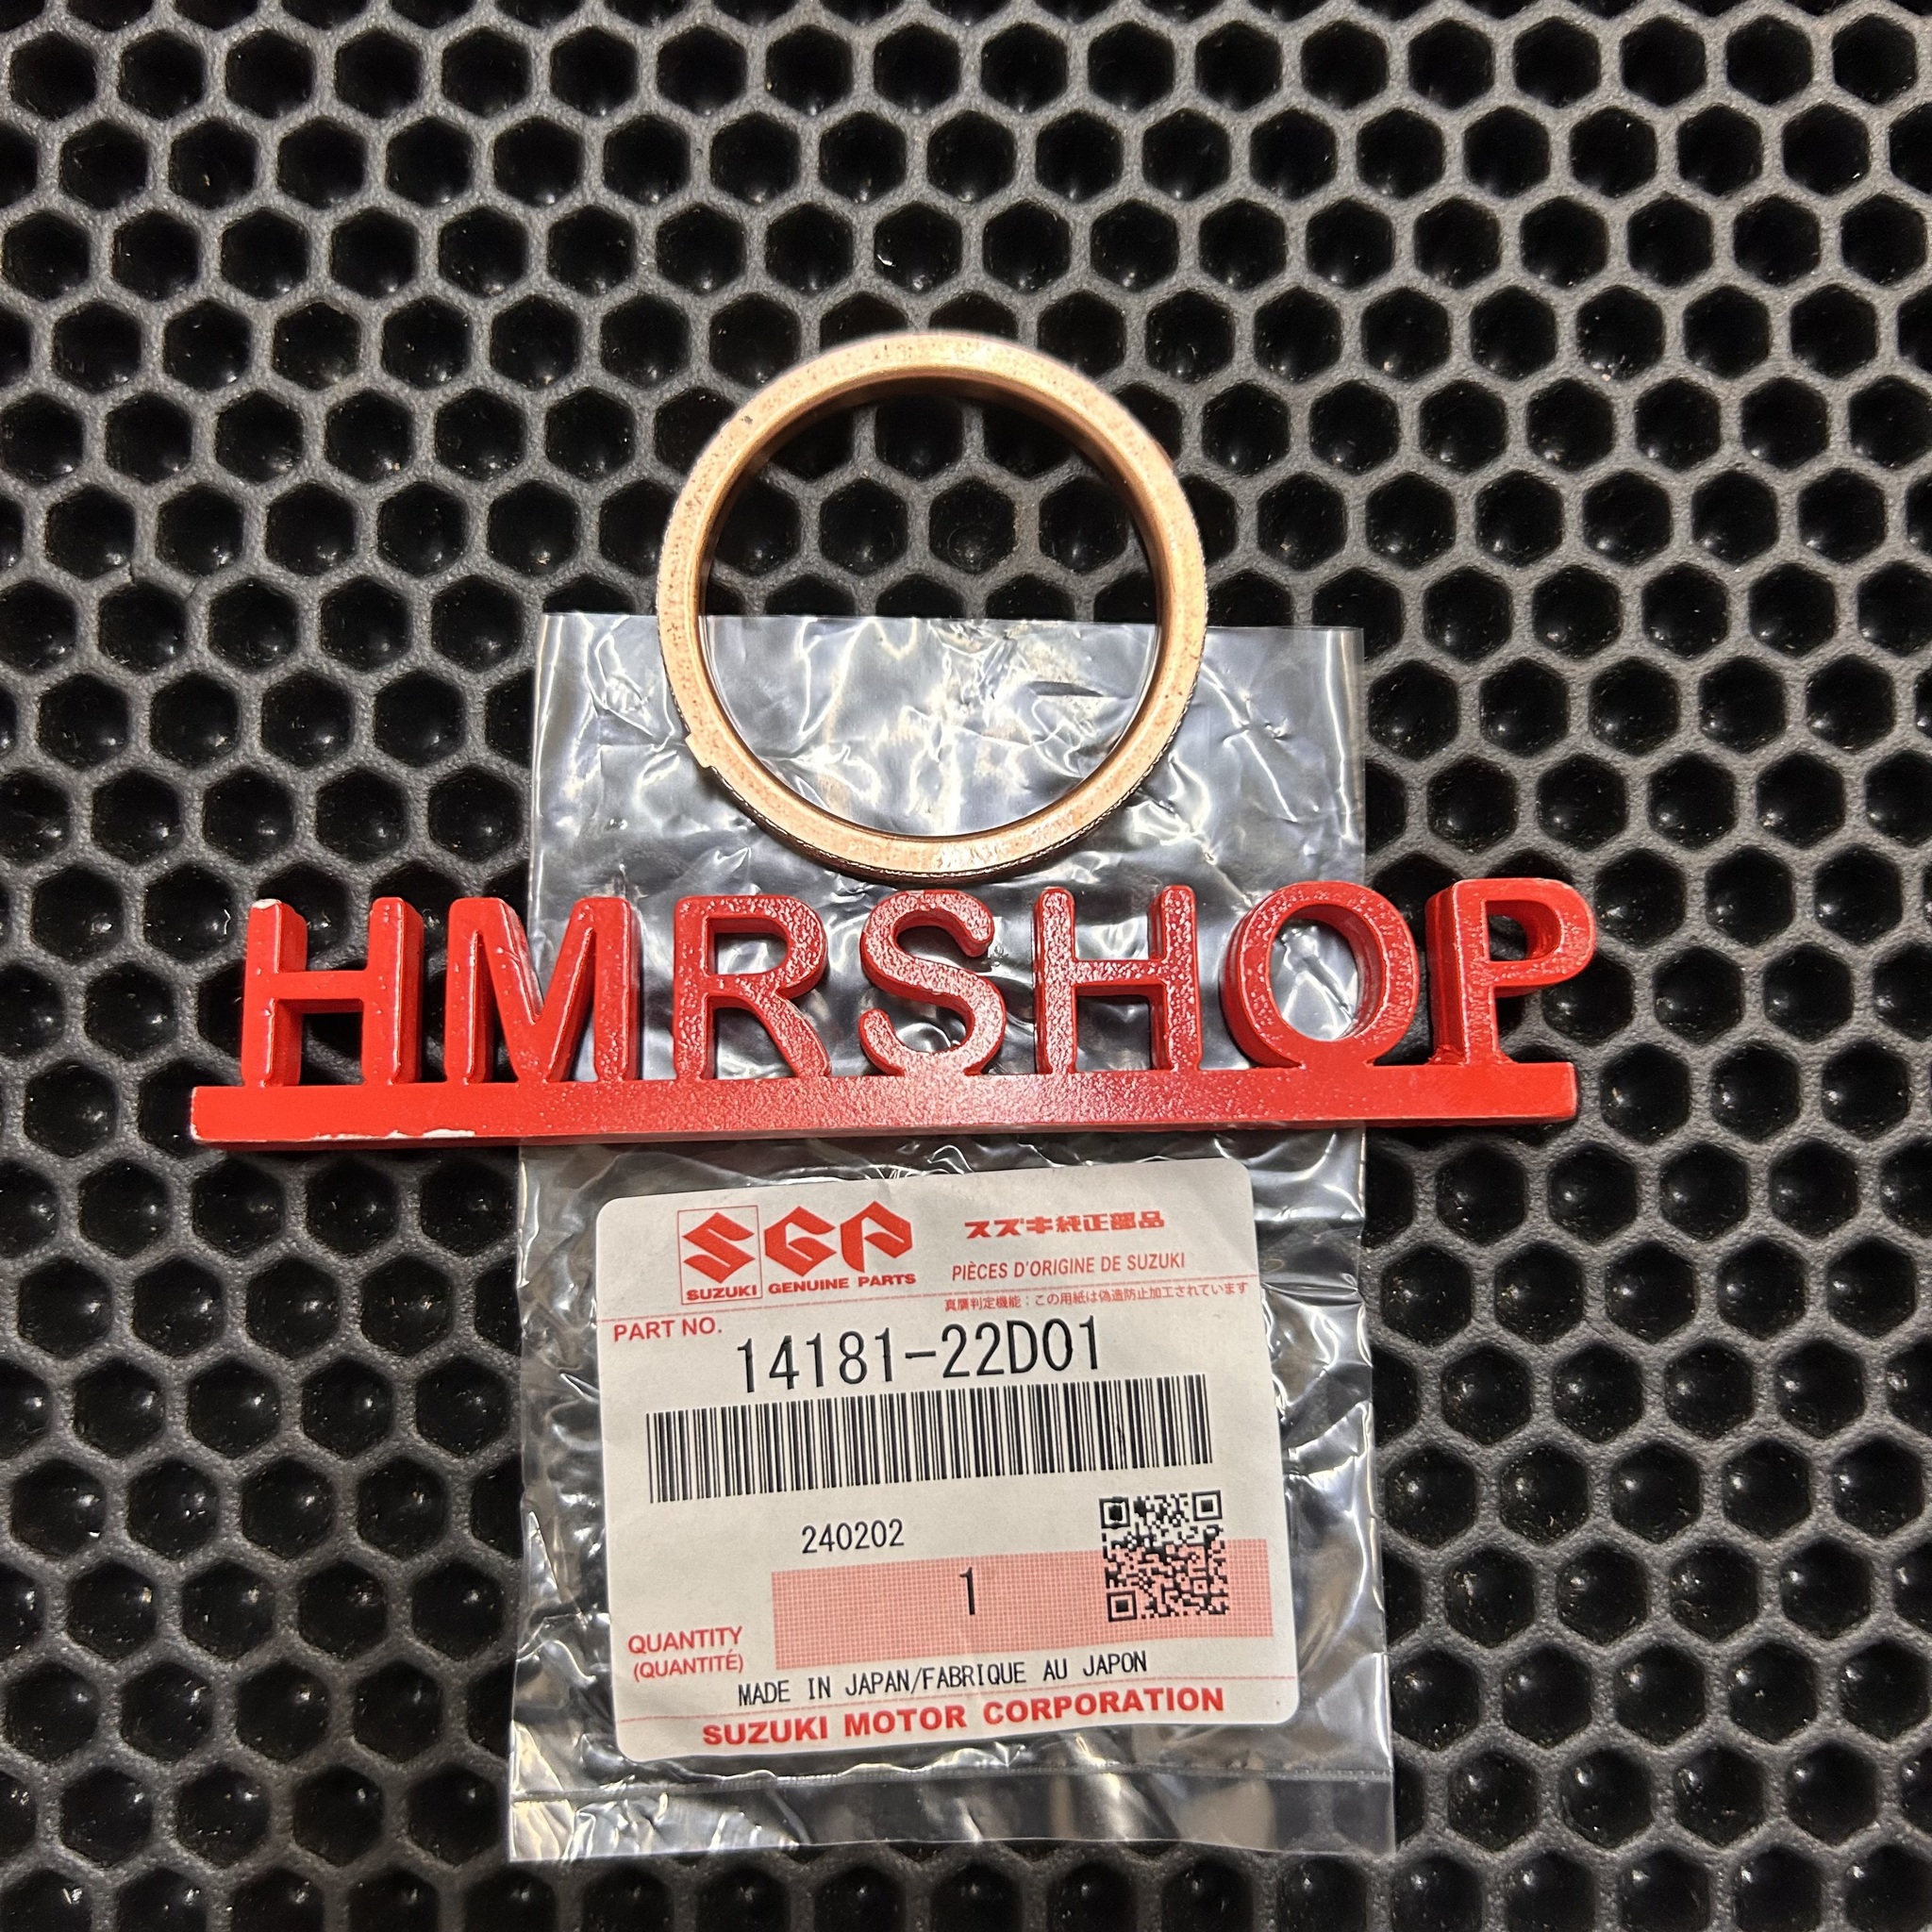 HMRSHOP
SUZUKI
SGP
GENUINE PARTS
スズキ純正部品
PIÈCES D'ORIGINE DE SUZUKI
真贋判定機能:この用紙は偽造防止加工されています
PART NO.
14181-22D01
240202
1
QUANTITY
(QUANTITÉ)
MADE IN JAPAN/FABRIQUE AU JAPON
SUZUKI MOTOR CORPORATION